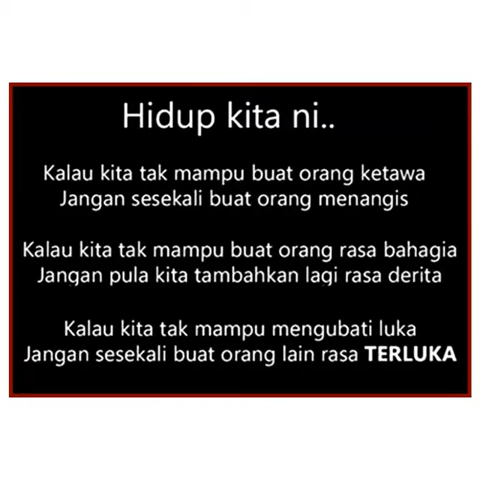 Hidup kita ni..
Kalau kita tak mampu buat orang ketawa
Jangan sesekali buat orang menangis
Kalau kita tak mampu buat orang rasa bahagia
Jangan pula kita tambahkan lagi rasa derita
Kalau kita tak mampu mengubati luka
Jangan sesekali buat orang lain rasa TERLUKA